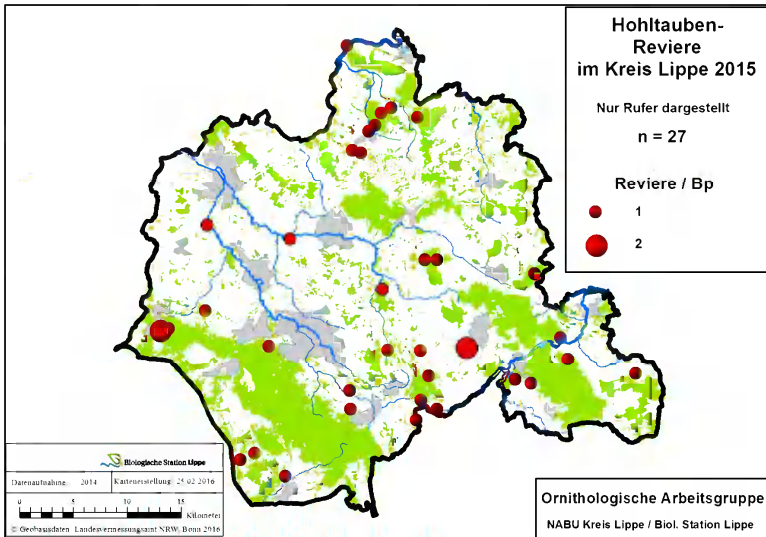 Hohltauben-
Reviere
im Kreis Lippe 2015
Nur Rufer dargestellt
n = 27
Reviere / Bp
1
2
Biologische Station Lippe
Datenaufnahme: 2014 Kartenerstellung: 25.02.2016
0 5 10 15
Kilometer
© Geobasisdaten: Landesvermessungsamt NRW, Bonn 2016
Ornithologische Arbeitsgruppe
NABU Kreis Lippe / Biol. Station Lippe